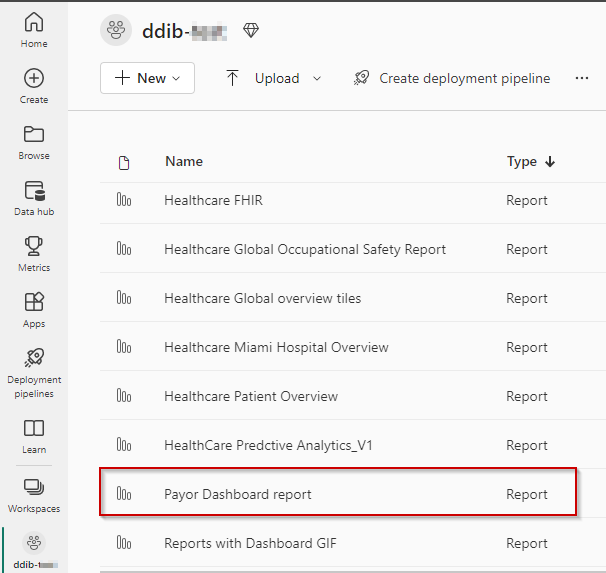 Home
Create
Browse
Data hub
Metrics
Apps
Deployment
pipelines
Learn
Workspaces
ddib-
ddib-
New
Upload
Create deployment pipeline
Name Type
Healthcare FHIR Report
Healthcare Global Occupational Safety Report Report
Healthcare Global overview tiles Report
Healthcare Miami Hospital Overview Report
Healthcare Patient Overview Report
HealthCare Predctive Analytics_V1 Report
Payor Dashboard report Report
Reports with Dashboard GIF Report